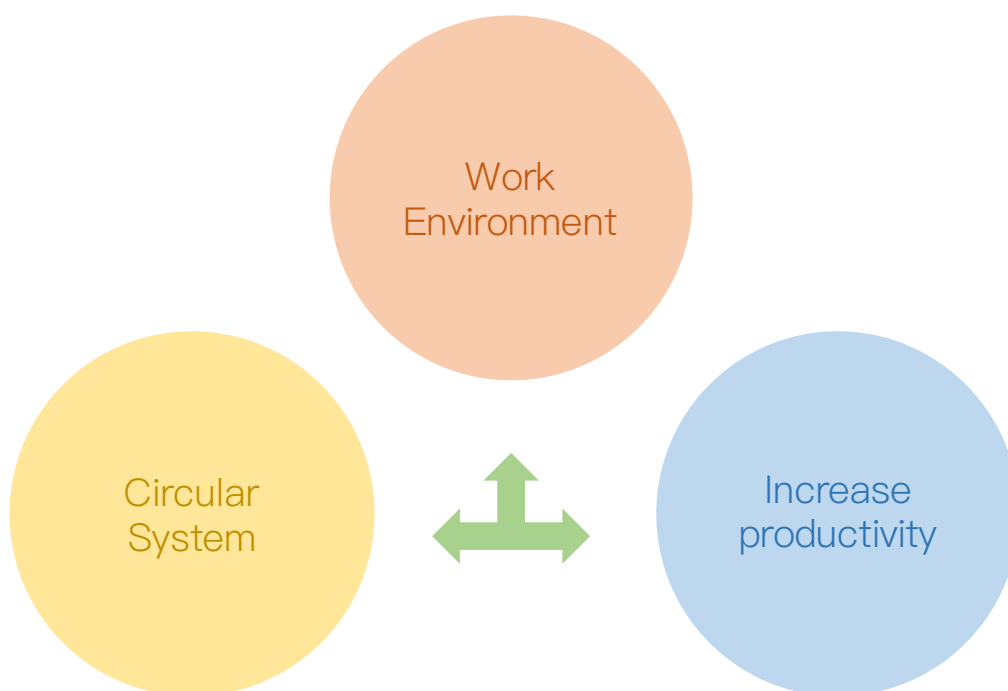 Work
Environment
Circular
System
Increase
productivity